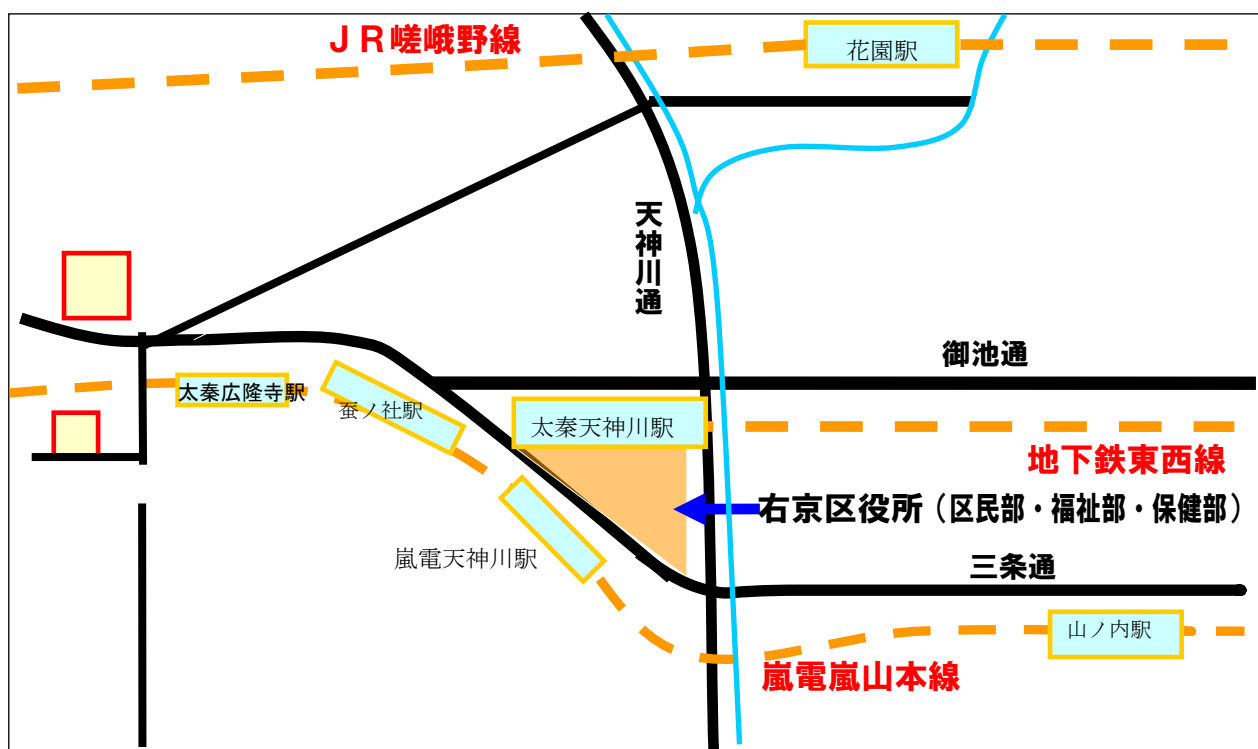 ＪＲ嵯峨野線
花園駅
天神川通
御池通
太秦広隆寺駅
蚕ノ社駅
太秦天神川駅
地下鉄東西線
右京区役所（区民部・福祉部・保健部）
嵐電天神川駅
三条通
山ノ内駅
嵐電嵐山本線